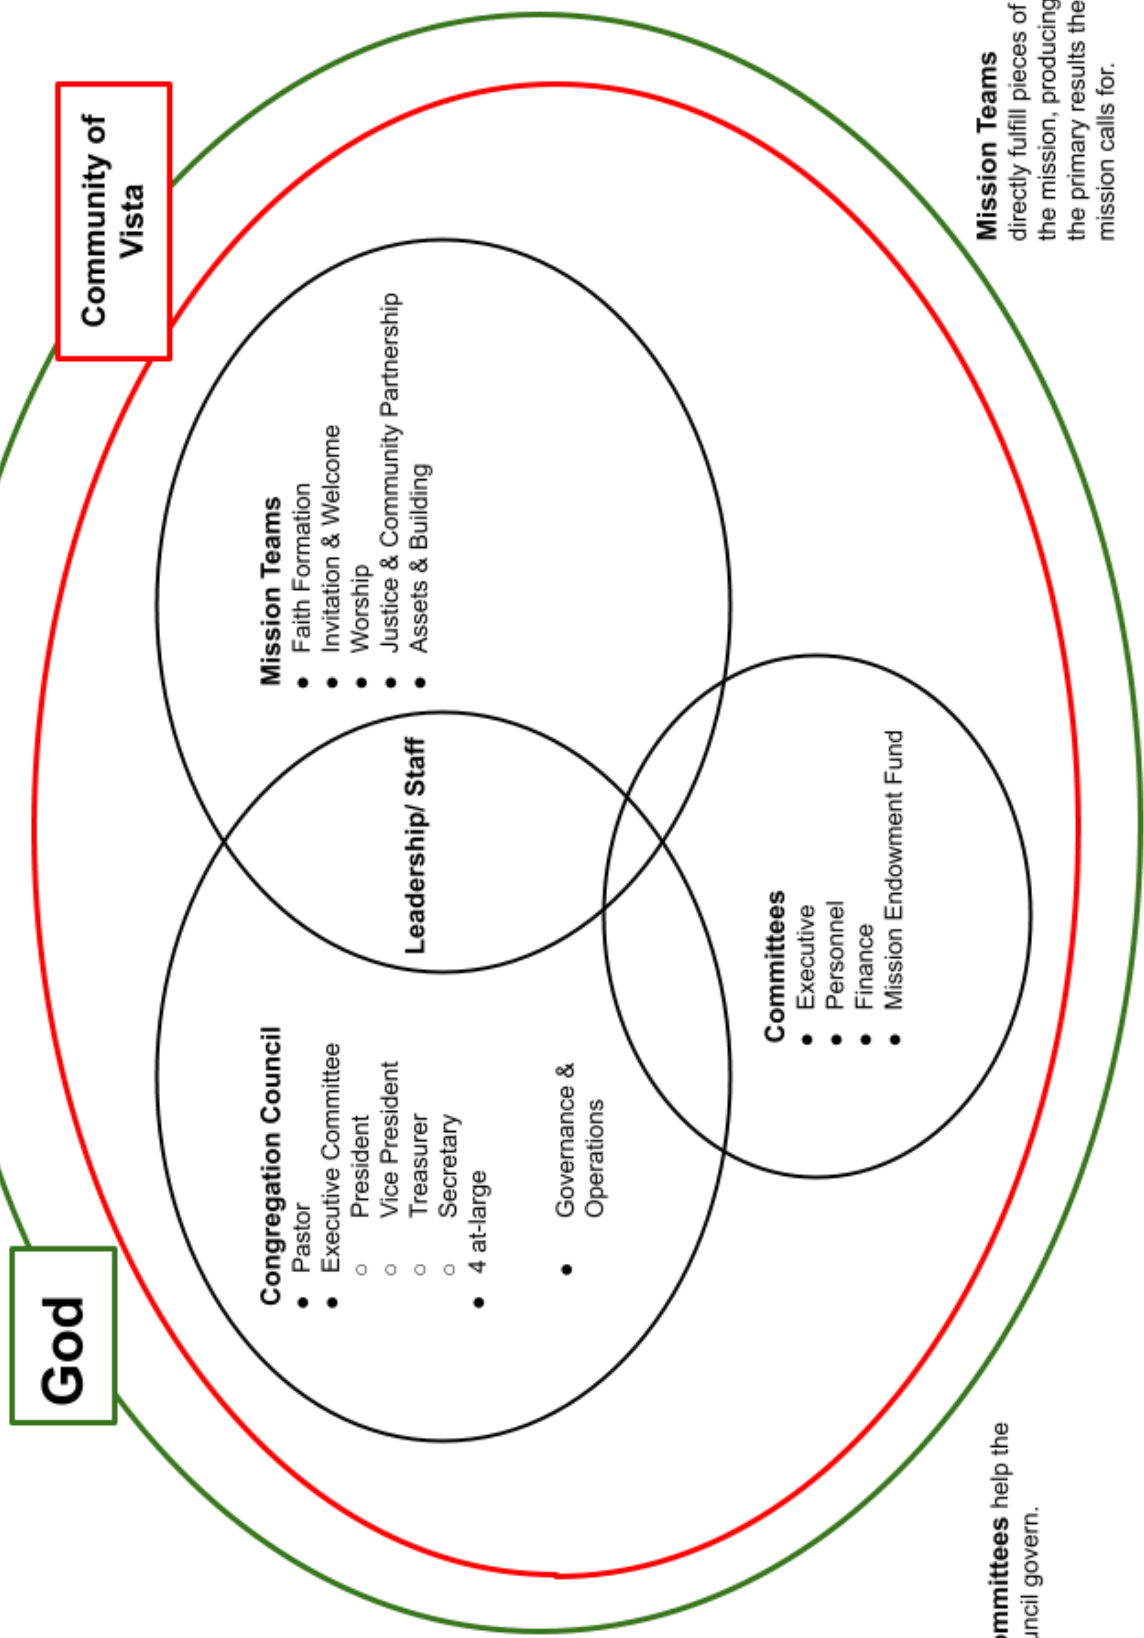 God
Community of
Vista
Congregation Council
● Pastor
● Executive Committee
○ President
○ Vice President
○ Treasurer
○ Secretary
● 4 at-large
● Governance &
Operations
Leadership/ Staff
Mission Teams
● Faith Formation
● Invitation & Welcome
● Worship
● Justice & Community Partnership
● Assets & Building
Committees
● Executive
● Personnel
● Finance
● Mission Endowment Fund
ommittees help the
uncil govern.
Mission Teams
directly fulfill pieces of
the mission, producing
the primary results the
mission calls for.